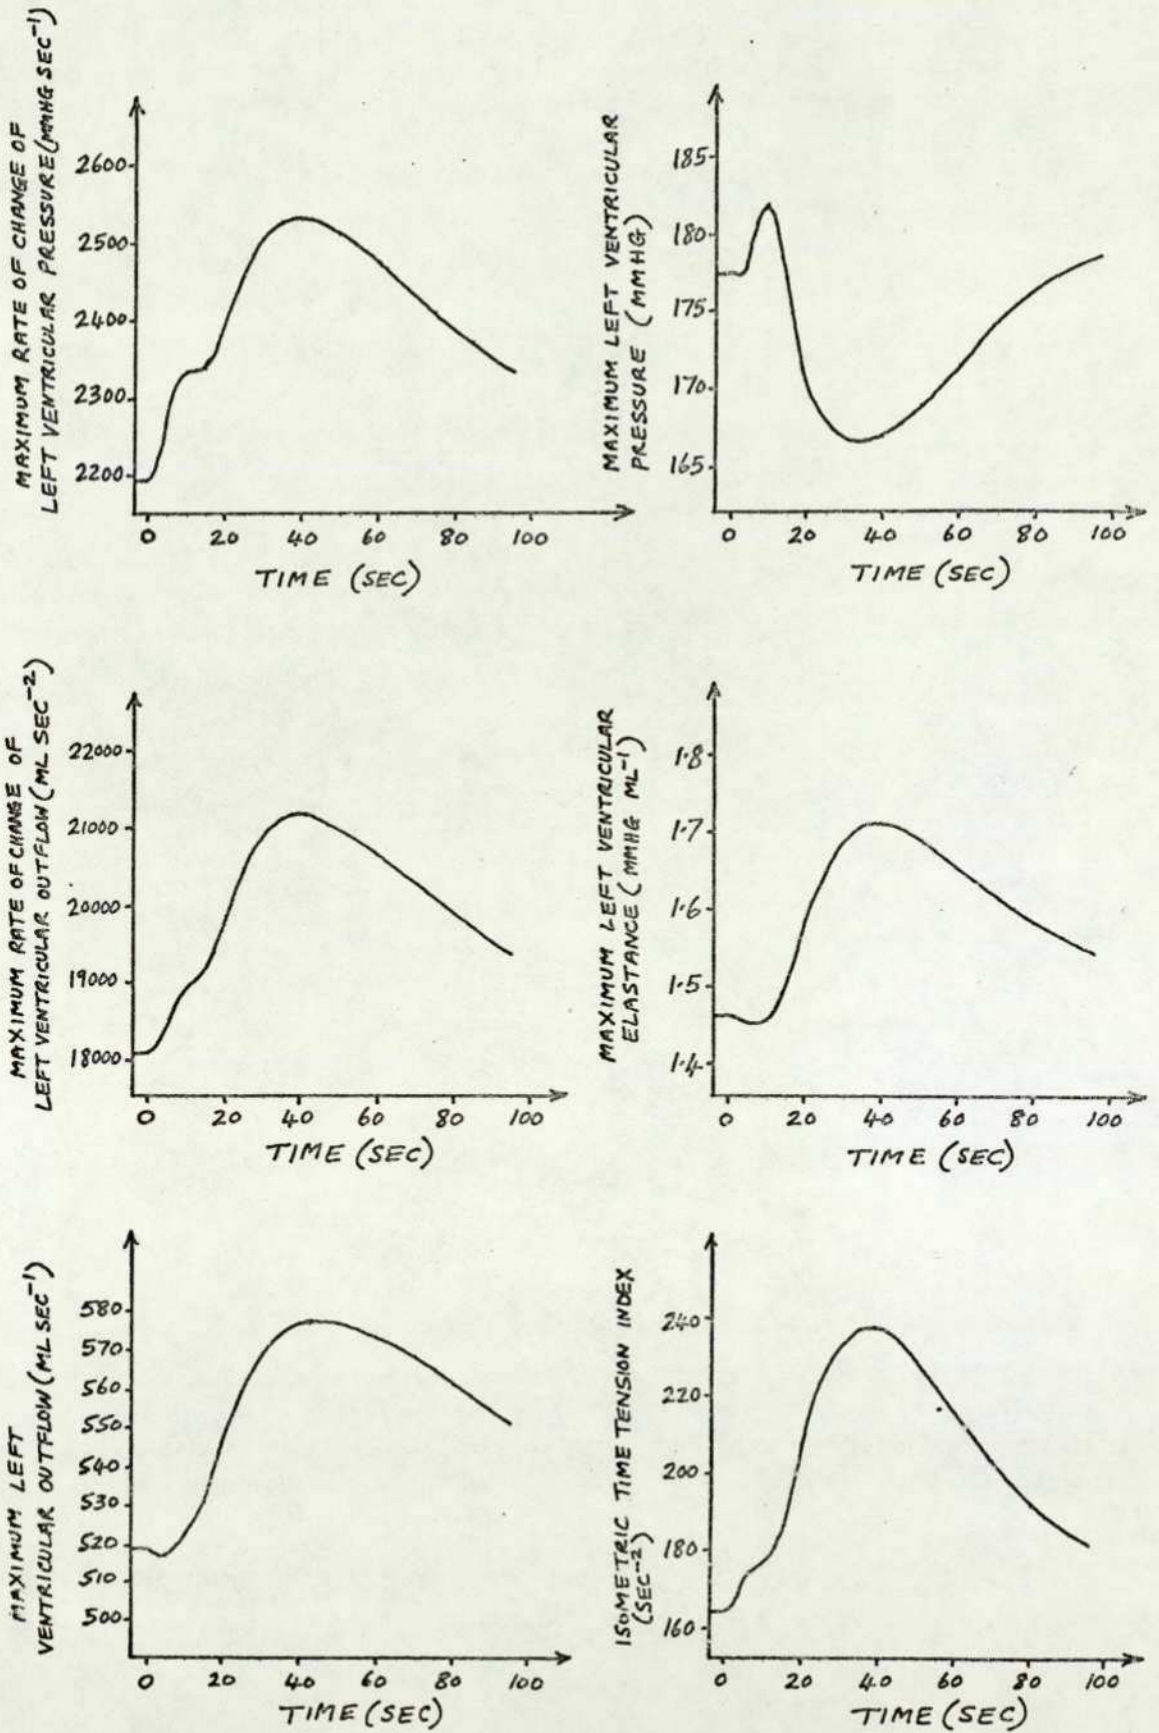 MAXIMUM RATE OF CHANGE OF
LEFT VENTRICULAR PRESSURE (MMHG SEC-1)
2600
2500
2400
2300
2200
0 20 40 60 80 100
TIME (SEC)
MAXIMUM LEFT VENTRICULAR
PRESSURE (MMHG)
185
180
175
170
165
0 20 40 60 80 100
TIME (SEC)
MAXIMUM RATE OF CHANGE OF
LEFT VENTRICULAR OUTFLOW (ML SEC-2)
22000
21000
20000
19000
18000
0 20 40 60 80 100
TIME (SEC)
MAXIMUM LEFT VENTRICULAR
ELASTANCE (MMHG ML-1)
1.8
1.7
1.6
1.5
1.4
0 20 40 60 80 100
TIME (SEC)
MAXIMUM LEFT
VENTRICULAR OUTFLOW (ML SEC-1)
580
570
560
550
540
530
520
510
500
0 20 40 60 80 100
TIME (SEC)
ISOMETRIC TIME TENSION INDEX
(SEC-2)
240
220
200
180
160
0 20 40 60 80 100
TIME (SEC)